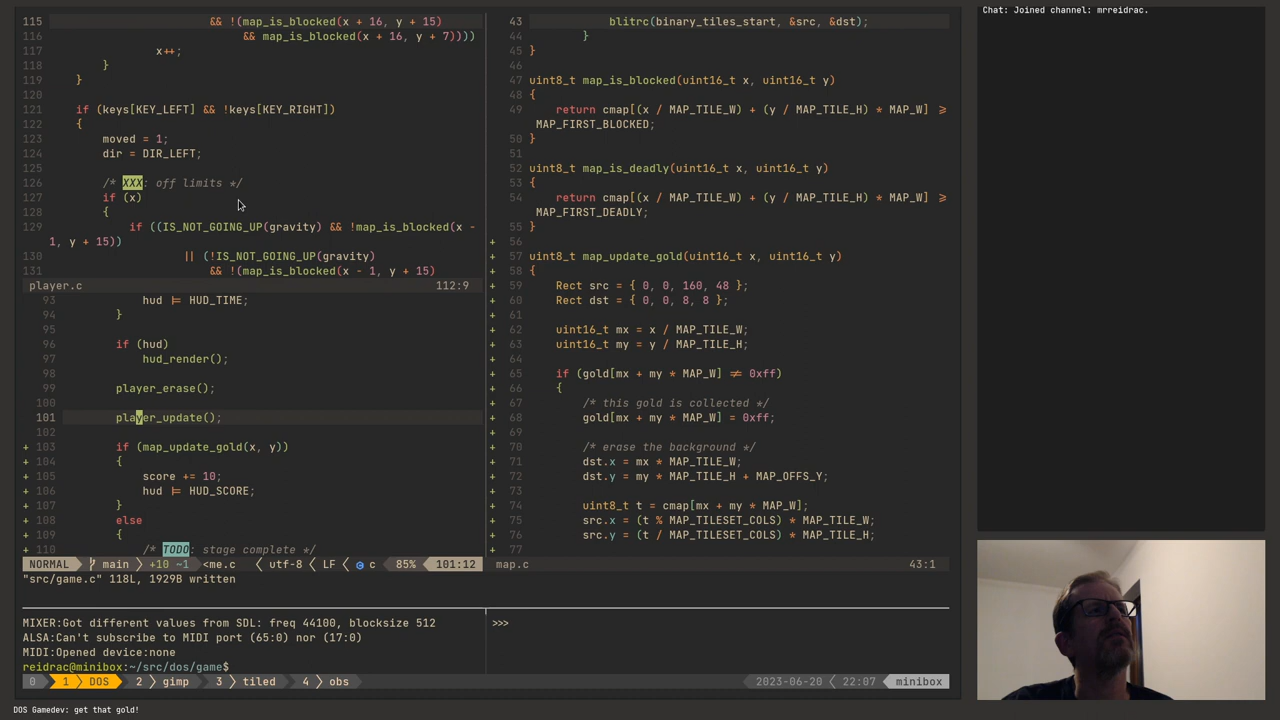 115                         && !(map_is_blocked(x + 16, y + 15)
116                              && map_is_blocked(x + 16, y + 7))))
117                 x++;
118         }
119     }
120
121     if (keys[KEY_LEFT] && !keys[KEY_RIGHT])
122     {
123         moved = 1;
124         dir = DIR_LEFT;
125
126         /* XXX: off limits */
127         if (x)
128         {
129             if ((IS_NOT_GOING_UP(gravity) && !map_is_blocked(x -
1, y + 15))
130                     || (!IS_NOT_GOING_UP(gravity)
131                         && !(map_is_blocked(x - 1, y + 15)
player.c 112:9
93             hud |= HUD_TIME;
94         }
95
96         if (hud)
97             hud_render();
98
99         player_erase();
100
101         player_update();
102
+ 103         if (map_update_gold(x, y))
+ 104         {
+ 105             score += 10;
+ 106             hud |= HUD_SCORE;
+ 107         }
+ 108         else
+ 109         {
+ 110             /* TODO: stage complete */
NORMAL main +10 ~1 <me.c utf-8 LF c 85% 101:12
"src/game.c" 118L, 1929B written
43             blitrc(binary_tiles_start, &src, &dst);
44         }
45 }
46
47 uint8_t map_is_blocked(uint16_t x, uint16_t y)
48 {
49     return cmap[(x / MAP_TILE_W) + (y / MAP_TILE_H) * MAP_W] >=
MAP_FIRST_BLOCKED;
50 }
51
52 uint8_t map_is_deadly(uint16_t x, uint16_t y)
53 {
54     return cmap[(x / MAP_TILE_W) + (y / MAP_TILE_H) * MAP_W] >=
MAP_FIRST_DEADLY;
55 }
+ 56
+ 57 uint8_t map_update_gold(uint16_t x, uint16_t y)
+ 58 {
+ 59     Rect src = { 0, 0, 160, 48 };
+ 60     Rect dst = { 0, 0, 8, 8 };
+ 61
+ 62     uint16_t mx = x / MAP_TILE_W;
+ 63     uint16_t my = y / MAP_TILE_H;
+ 64
+ 65     if (gold[mx + my * MAP_W] != 0xff)
+ 66     {
+ 67         /* this gold is collected */
+ 68         gold[mx + my * MAP_W] = 0xff;
+ 69
+ 70         /* erase the background */
+ 71         dst.x = mx * MAP_TILE_W;
+ 72         dst.y = my * MAP_TILE_H + MAP_OFFS_Y;
+ 73
+ 74         uint8_t t = cmap[mx + my * MAP_W];
+ 75         src.x = (t % MAP_TILESET_COLS) * MAP_TILE_W;
+ 76         src.y = (t / MAP_TILESET_COLS) * MAP_TILE_H;
+ 77
map.c 43:1
MIXER:Got different values from SDL: freq 44100, blocksize 512
ALSA:Can't subscribe to MIDI port (65:0) nor (17:0)
MIDI:Opened device:none
reidrac@minibox:~/src/dos/game$
>>>
0 1 DOS 2 gimp 3 tiled 4 obs 2023-06-20 22:07 minibox
Chat: Joined channel: mrreidrac.
DOS Gamedev: get that gold!